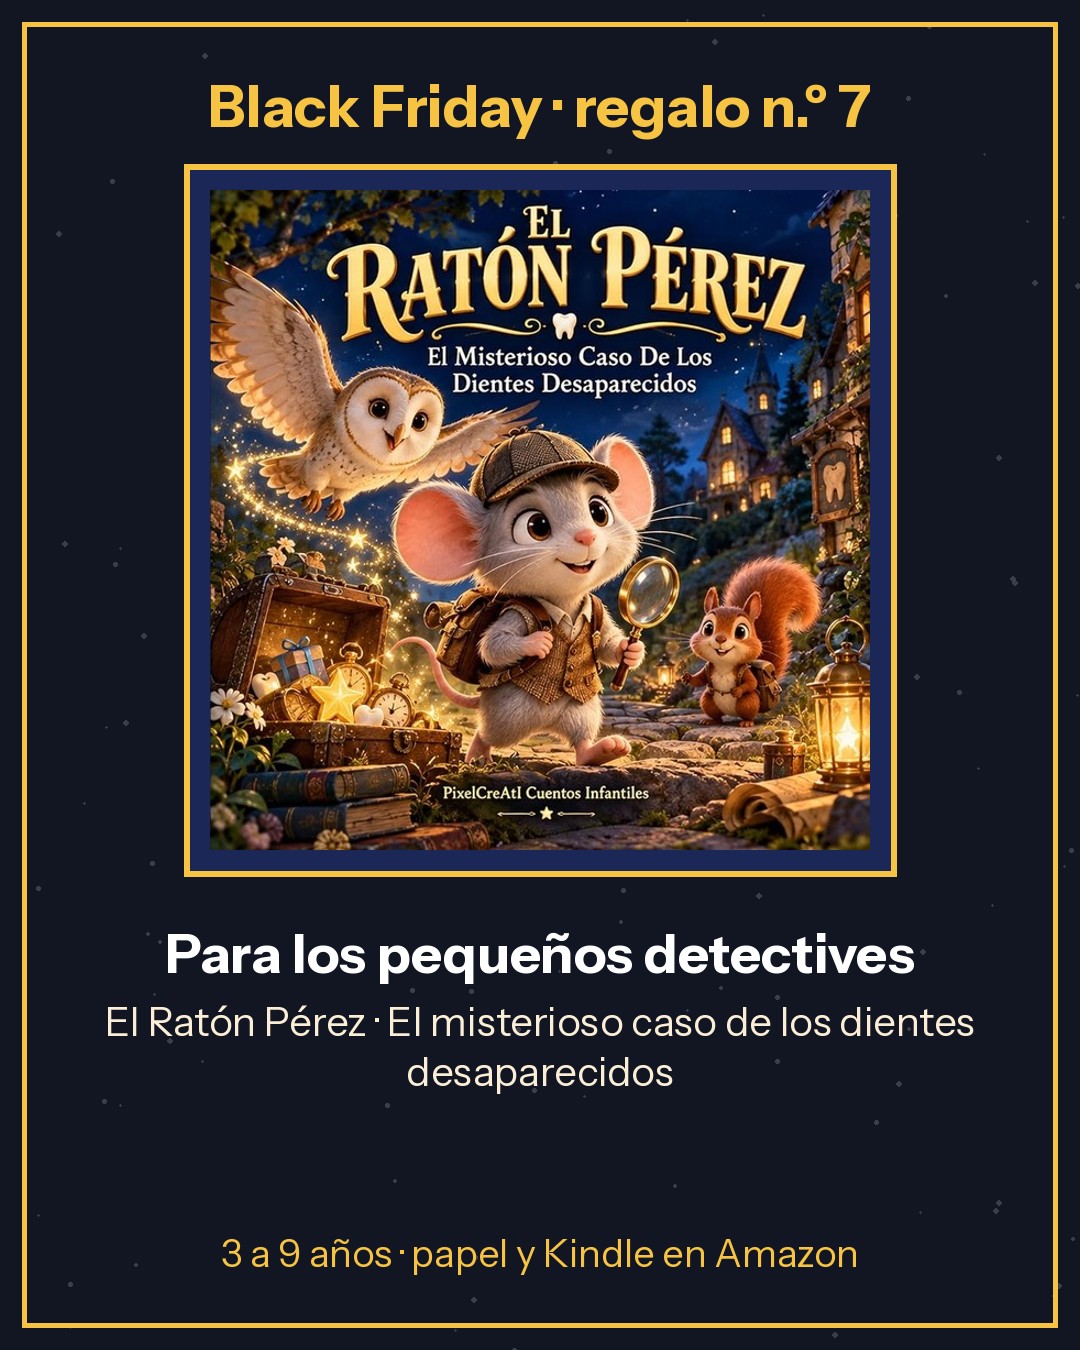 Black Friday · regalo n.º 7
EL
RATÓN PÉREZ
El Misterioso Caso De Los
Dientes Desaparecidos
PixelCreAtI Cuentos Infantiles
Para los pequeños detectives
El Ratón Pérez · El misterioso caso de los dientes
desaparecidos
3 a 9 años · papel y Kindle en Amazon